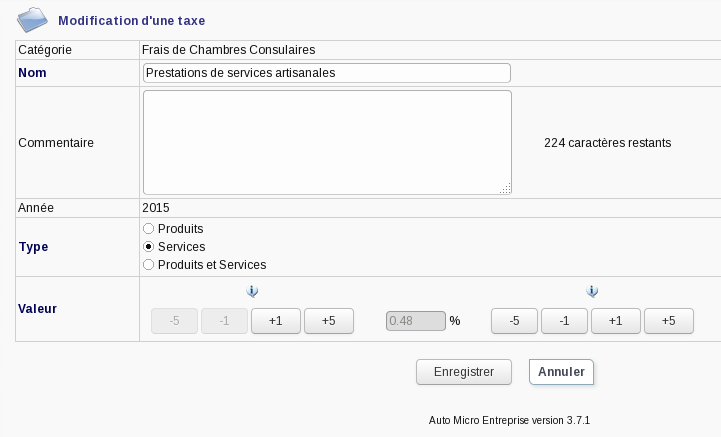 Modification d'une taxe
Catégorie Frais de Chambres Consulaires
Nom Prestations de services artisanales
Commentaire 224 caractères restants
Année 2015
Type
Produits
Services
Produits et Services
Valeur
-5 -1 +1 +5 0.48 % -5 -1 +1 +5
Enregistrer Annuler
Auto Micro Entreprise version 3.7.1